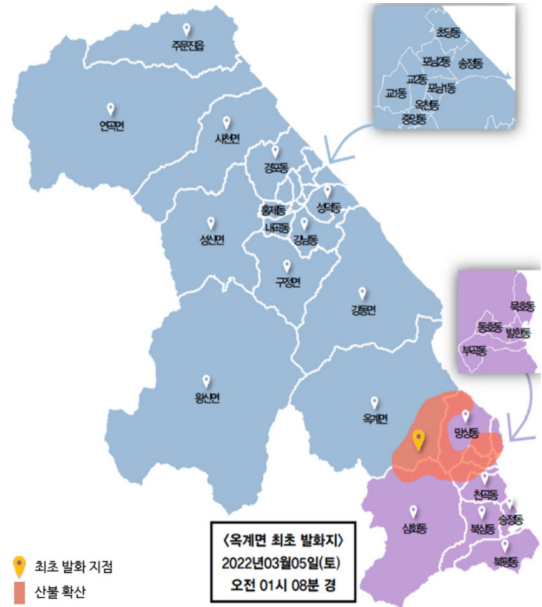 주문진읍
연곡면
사천면
경포동
홍제동
성덕동
내곡동
강남동
성산면
구정면
강동면
왕산면
옥계면
초당동
포남2동
송정동
교2동
포남1동
교1동
옥천동
중앙동
묵호동
동호동
발한동
부곡동
망상동
천곡동
삼화동
북삼동
송정동
북평동
<옥계면 최초 발화지>
2022년03월05일(토)
오전 01시 08분 경
최초 발화 지점
산불 확산